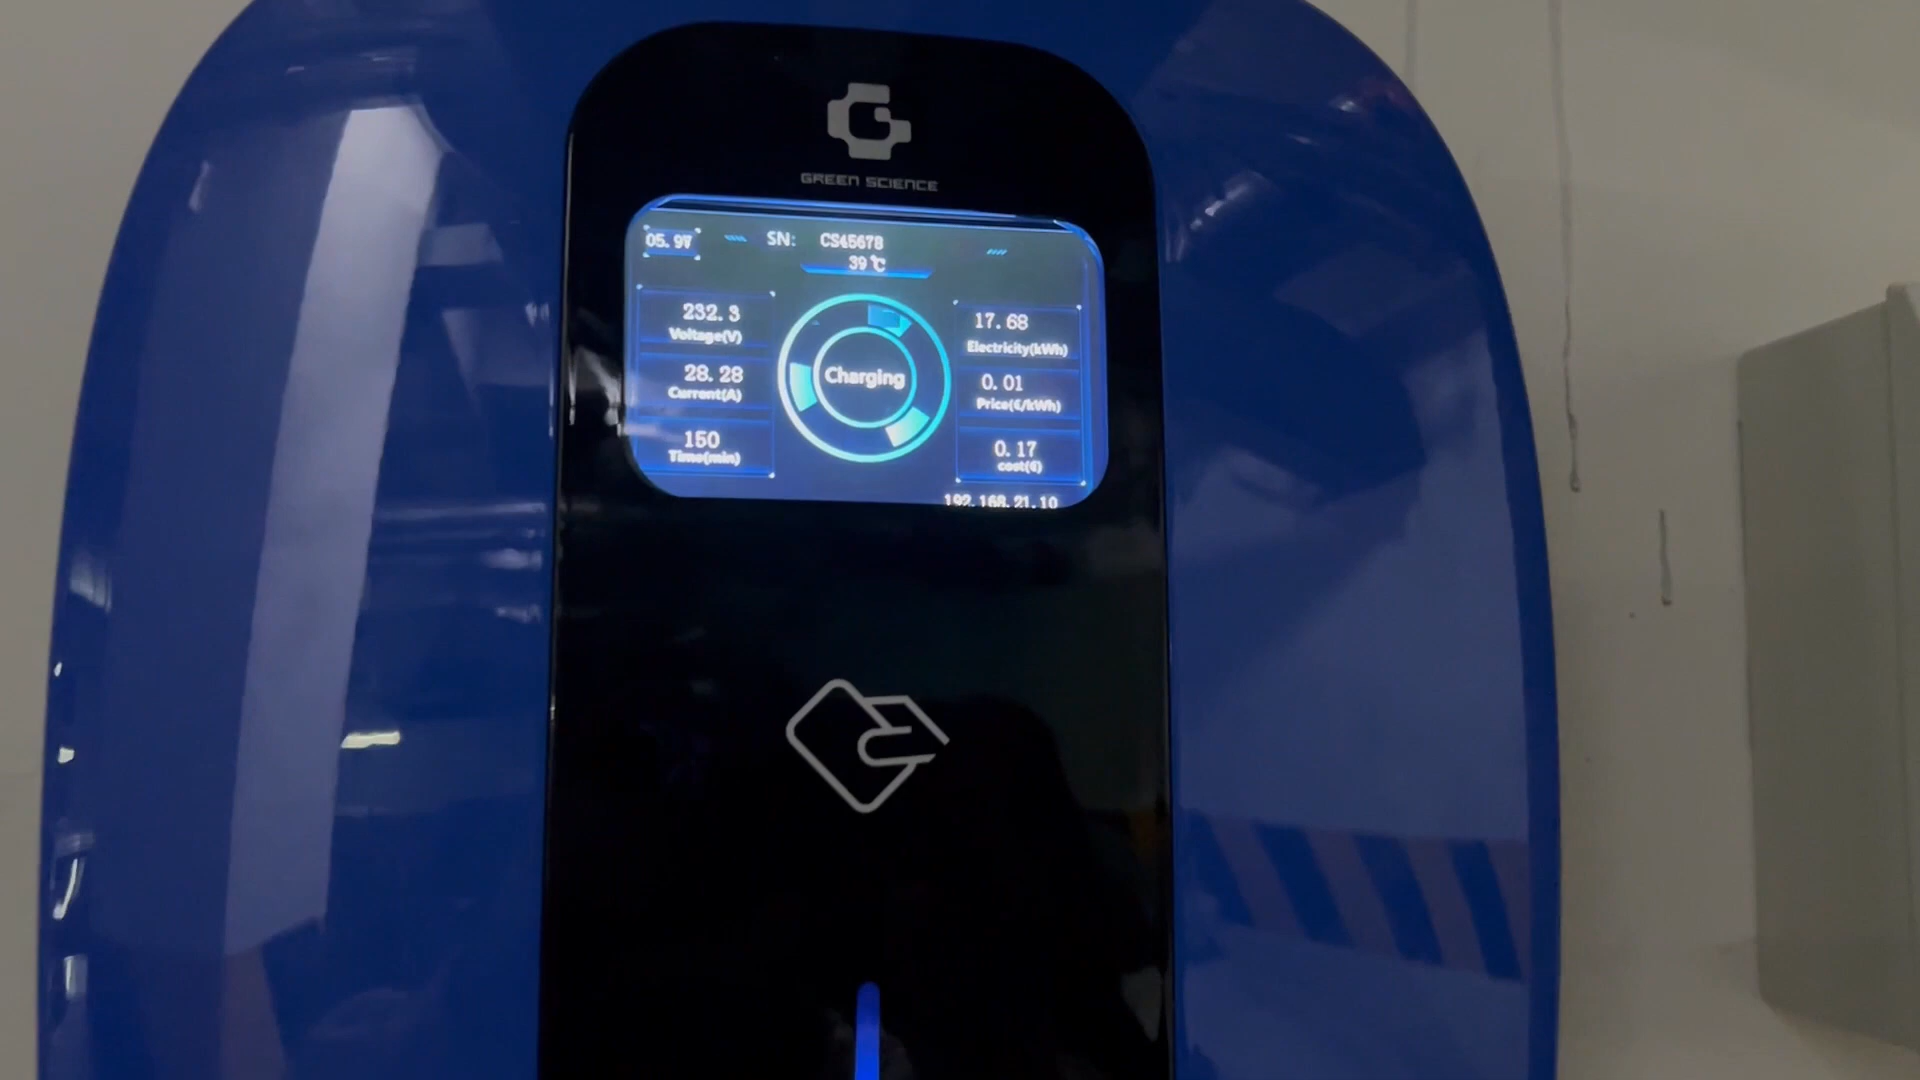 GREEN SCIENCE
05.9V
SN: CS45678
39℃
232.3
Voltage(V)
28.28
Current(A)
150
Time(min)
Charging
17.68
Electricity(kWh)
0.01
Price(€/kWh)
0.17
cost(€)
192.168.21.10